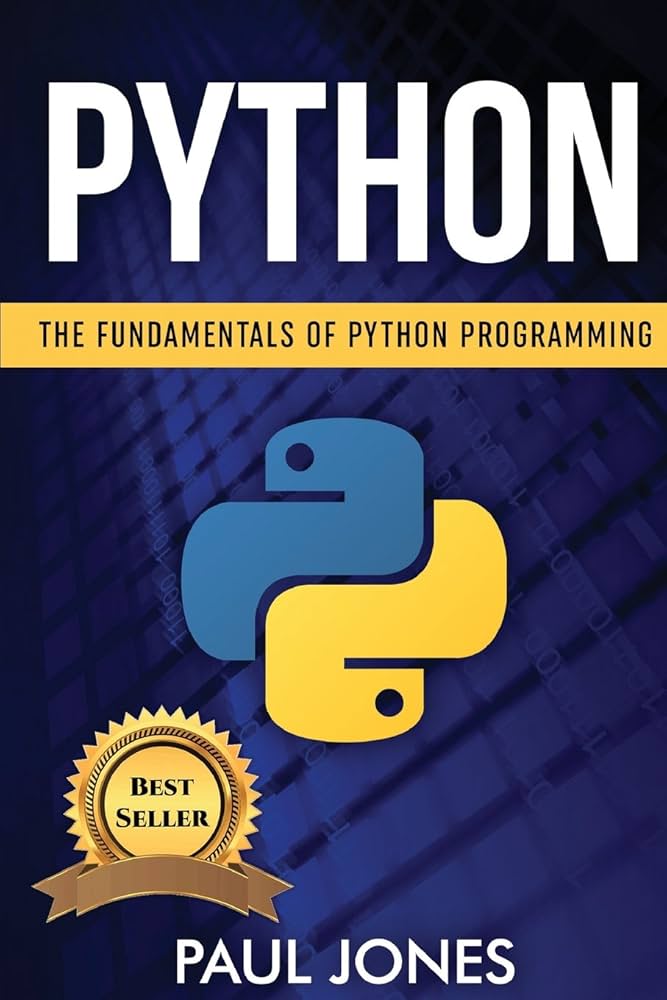 PYTHON
THE FUNDAMENTALS OF PYTHON PROGRAMMING
BEST
SELLER
PAUL JONES